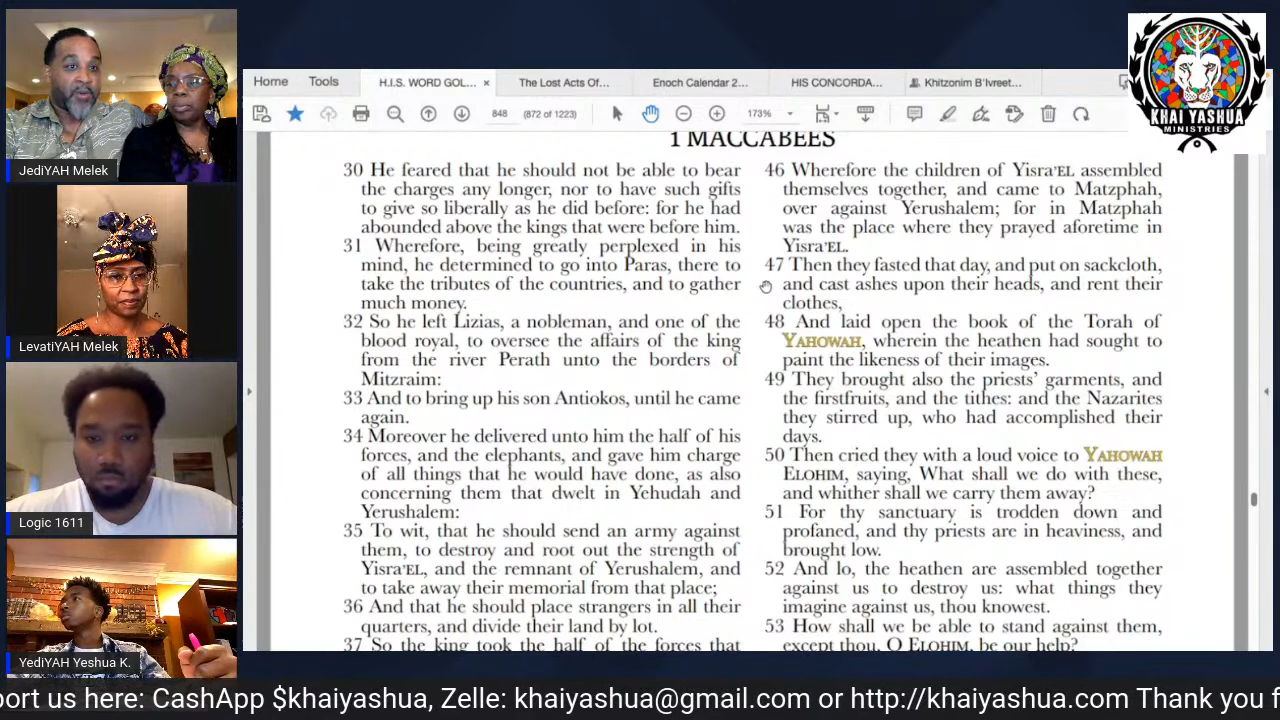 JediYAH Melek
LevatiYAH Melek
Logic 1611
YediYAH Yeshua K.
Home
Tools
H.I.S. WORD GOL...
The Lost Acts Of...
Enoch Calendar 2...
HIS CONCORDA...
Khitzonim B'Ivreet...
848
(872 of 1223)
173%
KHAI YASHUA
MINISTRIES
1 MACCABEES
30 He feared that he should not be able to bear
the charges any longer, nor to have such gifts
to give so liberally as he did before: for he had
abounded above the kings that were before him.
31 Wherefore, being greatly perplexed in his
mind, he determined to go into Paras, there to
take the tributes of the countries, and to gather
much money.
32 So he left Lizias, a nobleman, and one of the
blood royal, to oversee the affairs of the king
from the river Perath unto the borders of
Mitzraim:
33 And to bring up his son Antiokos, until he came
again.
34 Moreover he delivered unto him the half of his
forces, and the elephants, and gave him charge
of all things that he would have done, as also
concerning them that dwelt in Yehudah and
Yerushalem:
35 To wit, that he should send an army against
them, to destroy and root out the strength of
Yisra'EL, and the remnant of Yerushalem, and
to take away their memorial from that place;
36 And that he should place strangers in all their
quarters, and divide their land by lot.
37 So the king took the half of the forces that
46 Wherefore the children of Yisra'EL assembled
themselves together, and came to Matzphah,
over against Yerushalem; for in Matzphah
was the place where they prayed aforetime in
Yisra'EL.
47 Then they fasted that day, and put on sackcloth,
and cast ashes upon their heads, and rent their
clothes,
48 And laid open the book of the Torah of
YAHOWAH, wherein the heathen had sought to
paint the likeness of their images.
49 They brought also the priests' garments, and
the firstfruits, and the tithes: and the Nazarites
they stirred up, who had accomplished their
days.
50 Then cried they with a loud voice to YAHOWAH
ELOHIM, saying, What shall we do with these,
and whither shall we carry them away?
51 For thy sanctuary is trodden down and
profaned, and thy priests are in heaviness, and
brought low.
52 And lo, the heathen are assembled together
against us to destroy us: what things they
imagine against us, thou knowest.
53 How shall we be able to stand against them,
except thou, O ELOHIM, be our help?
port us here: CashApp $khaiyashua, Zelle: khaiyashua@gmail.com or http://khaiyashua.com Thank you f